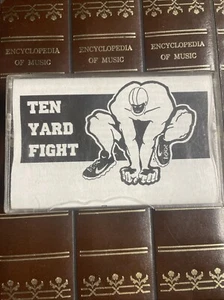 ENCYCLOPEDIA
OF MUSIC
ENCYCLOPEDIA
OF MUSIC
ENCYCLOPEDIA
OF MUSIC
TEN
YARD
FIGHT